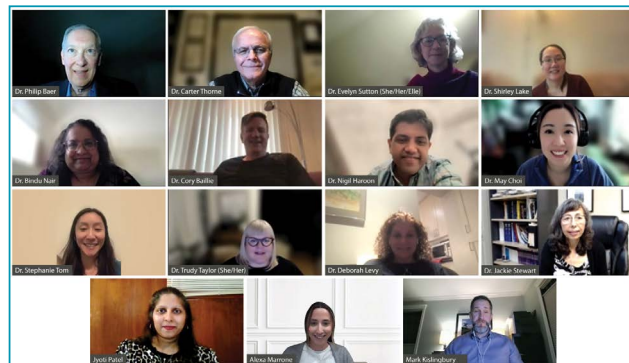 Dr. Philip Baer
Dr. Carter Thorne
Dr. Evelyn Sutton (She/Her/Elle)
Dr. Shirley Lake
Dr. Bindu Nair
Dr. Cory Baillie
Dr. Nigil Haroon
Dr. May Choi
Dr. Stephanie Tom
Dr. Trudy Taylor (She/Her)
Dr. Deborah Levy
Dr. Jackie Stewart
Jyoti Patel
Alexa Marrone
Mark Kislingbury